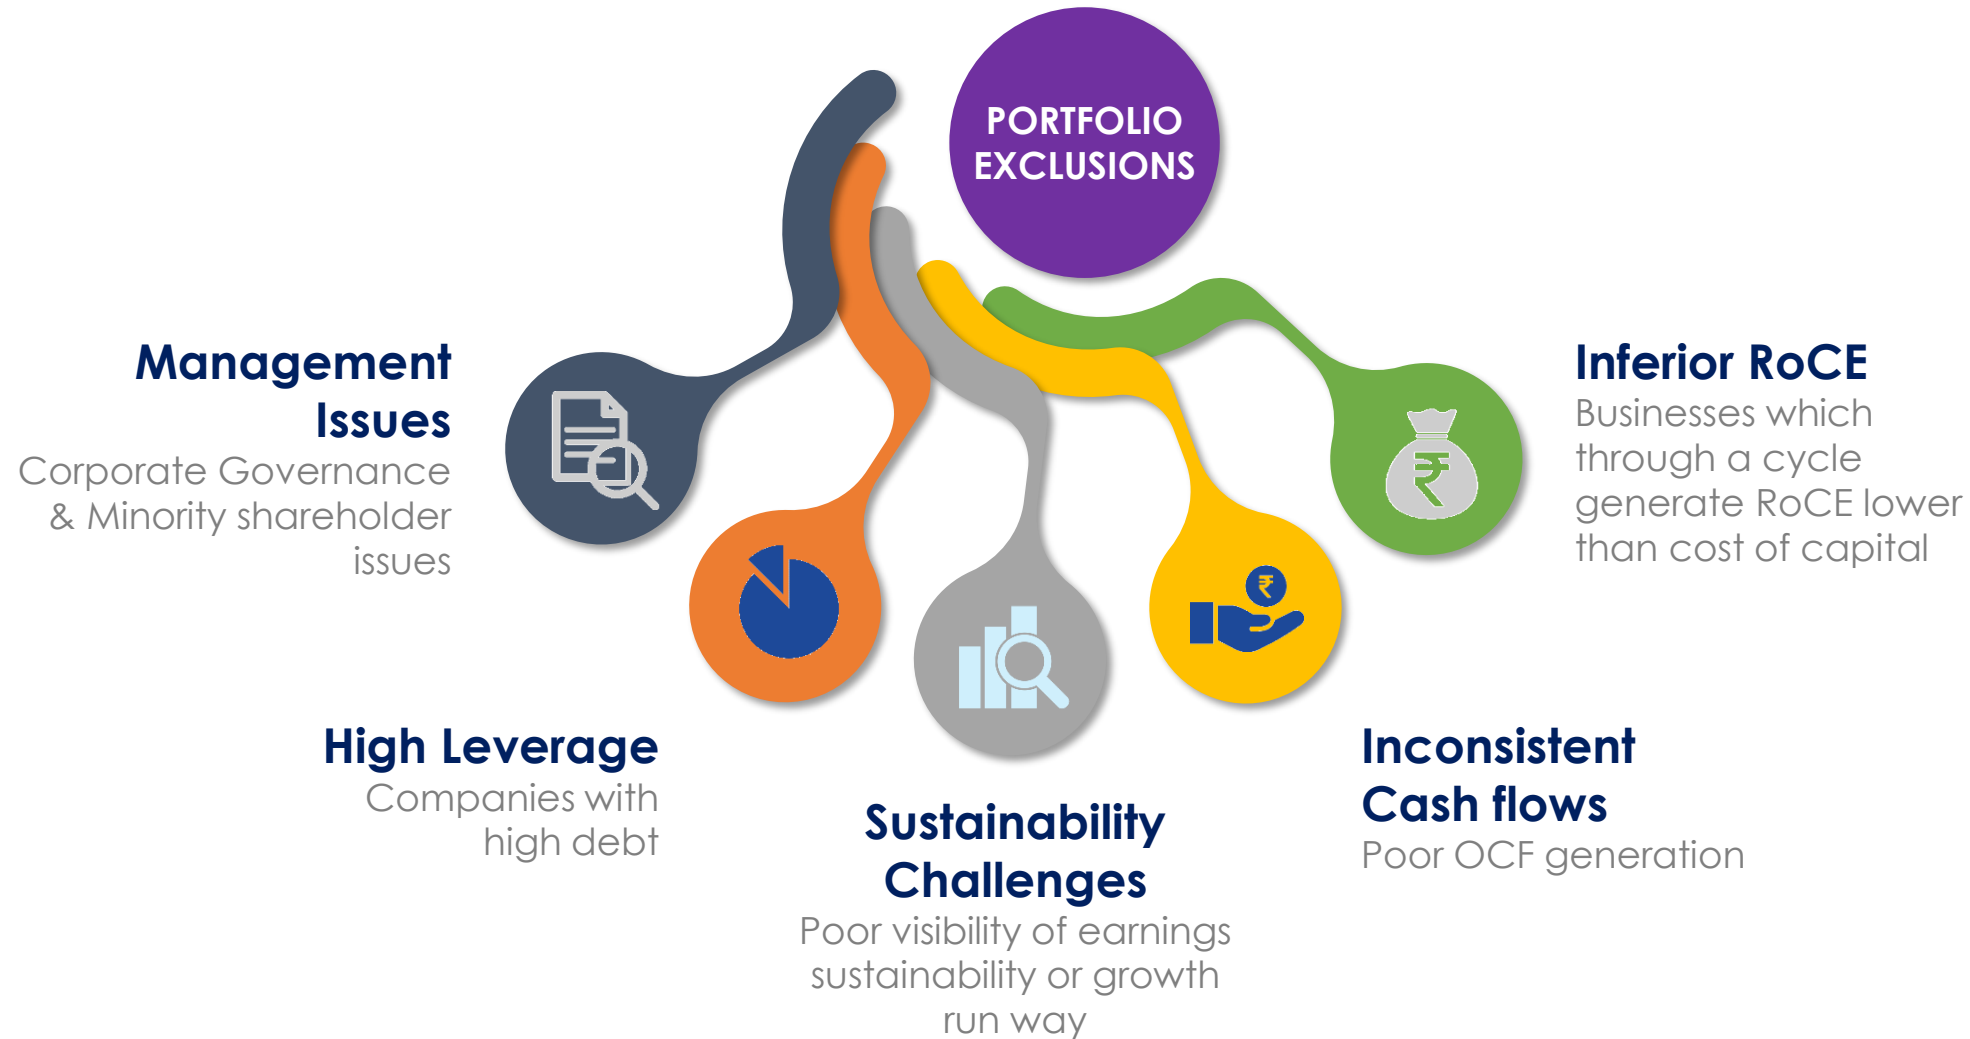 PORTFOLIO
EXCLUSIONS
Management
Issues
Corporate Governance
& Minority shareholder
issues
High Leverage
Companies with
high debt
Sustainability
Challenges
Poor visibility of earnings
sustainability or growth
run way
Inconsistent
Cash flows
Poor OCF generation
Inferior RoCE
Businesses which
through a cycle
generate RoCE lower
than cost of capital
₹
₹